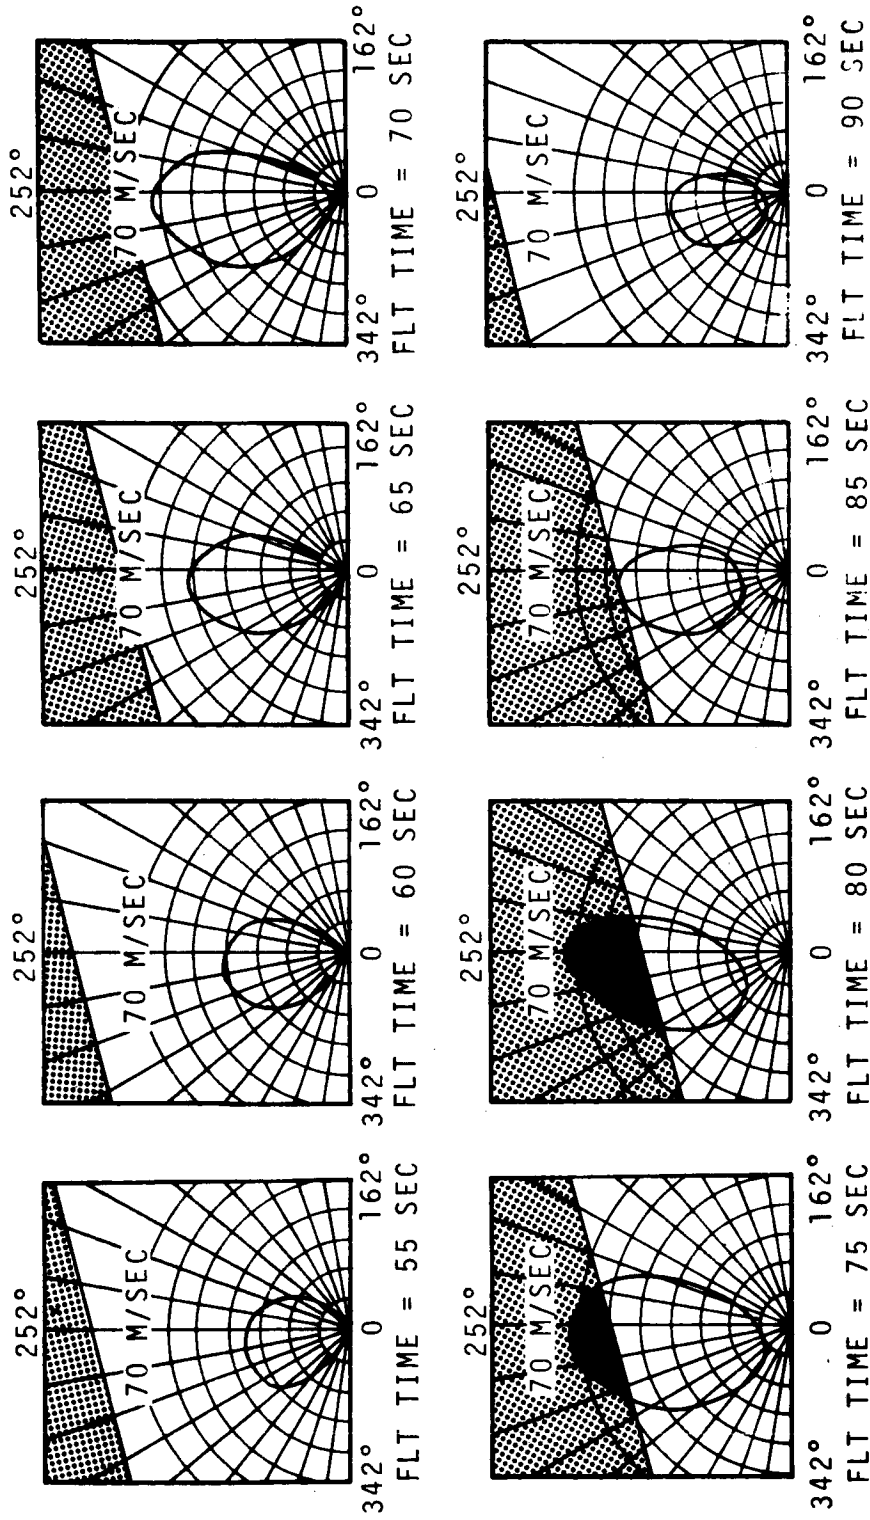 252°
70 M/SEC
342° 0 162°
FLT TIME = 55 SEC
252°
70 M/SEC
342° 0 162°
FLT TIME = 60 SEC
252°
70 M/SEC
342° 0 162°
FLT TIME = 65 SEC
252°
70 M/SEC
342° 0 162°
FLT TIME = 70 SEC
252°
70 M/SEC
342° 0 162°
FLT TIME = 75 SEC
252°
70 M/SEC
342° 0 162°
FLT TIME = 80 SEC
252°
70 M/SEC
342° 0 162°
FLT TIME = 85 SEC
252°
70 M/SEC
342° 0 162°
FLT TIME = 90 SEC